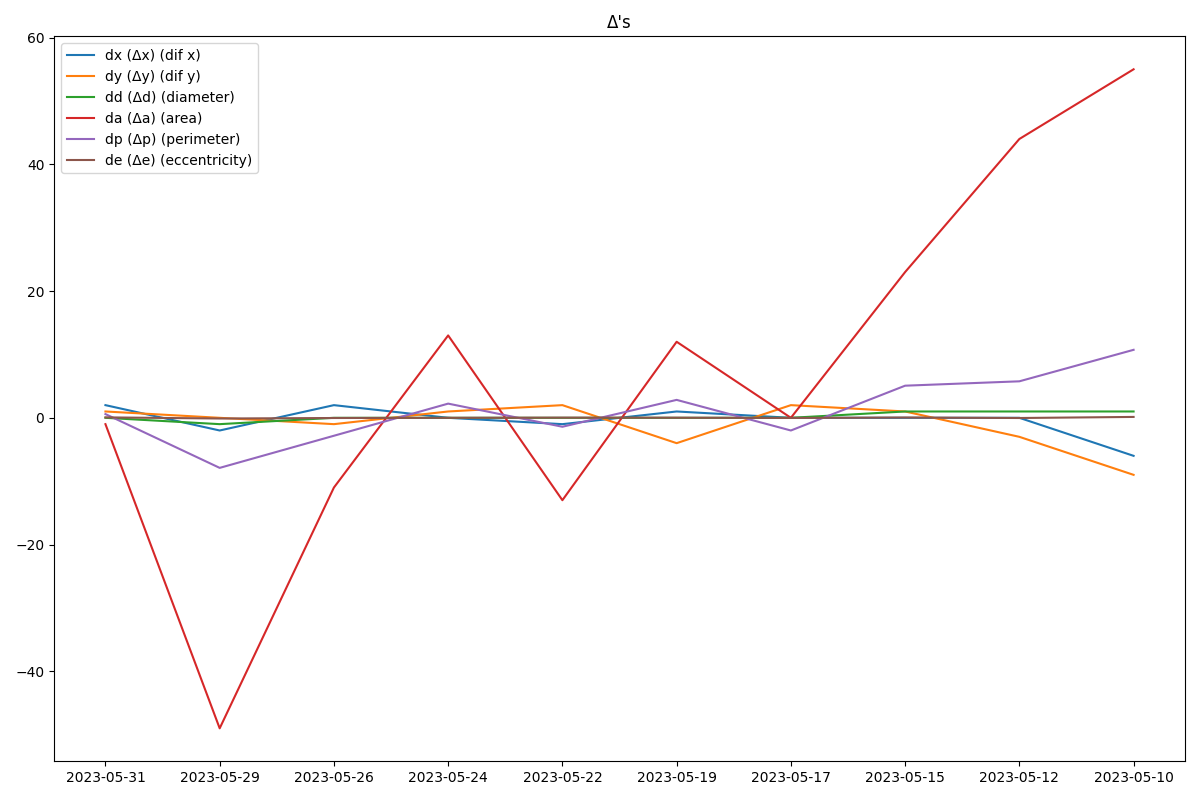 Δ's
60
40
20
0
−20
−40
dx (Δx) (dif x)
dy (Δy) (dif y)
dd (Δd) (diameter)
da (Δa) (area)
dp (Δp) (perimeter)
de (Δe) (eccentricity)
2023-05-31 2023-05-29 2023-05-26 2023-05-24 2023-05-22 2023-05-19 2023-05-17 2023-05-15 2023-05-12 2023-05-10